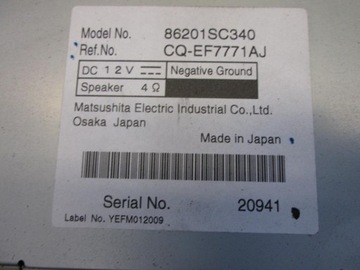 Model No. 86201SC340
Ref.No. CQ-EF7771AJ
DC 12V Negative Ground
Speaker 4Ω
Matsushita Electric Industrial Co.,Ltd.
Osaka Japan
Made in Japan
Serial No. 20941
Label No. YEFM012009